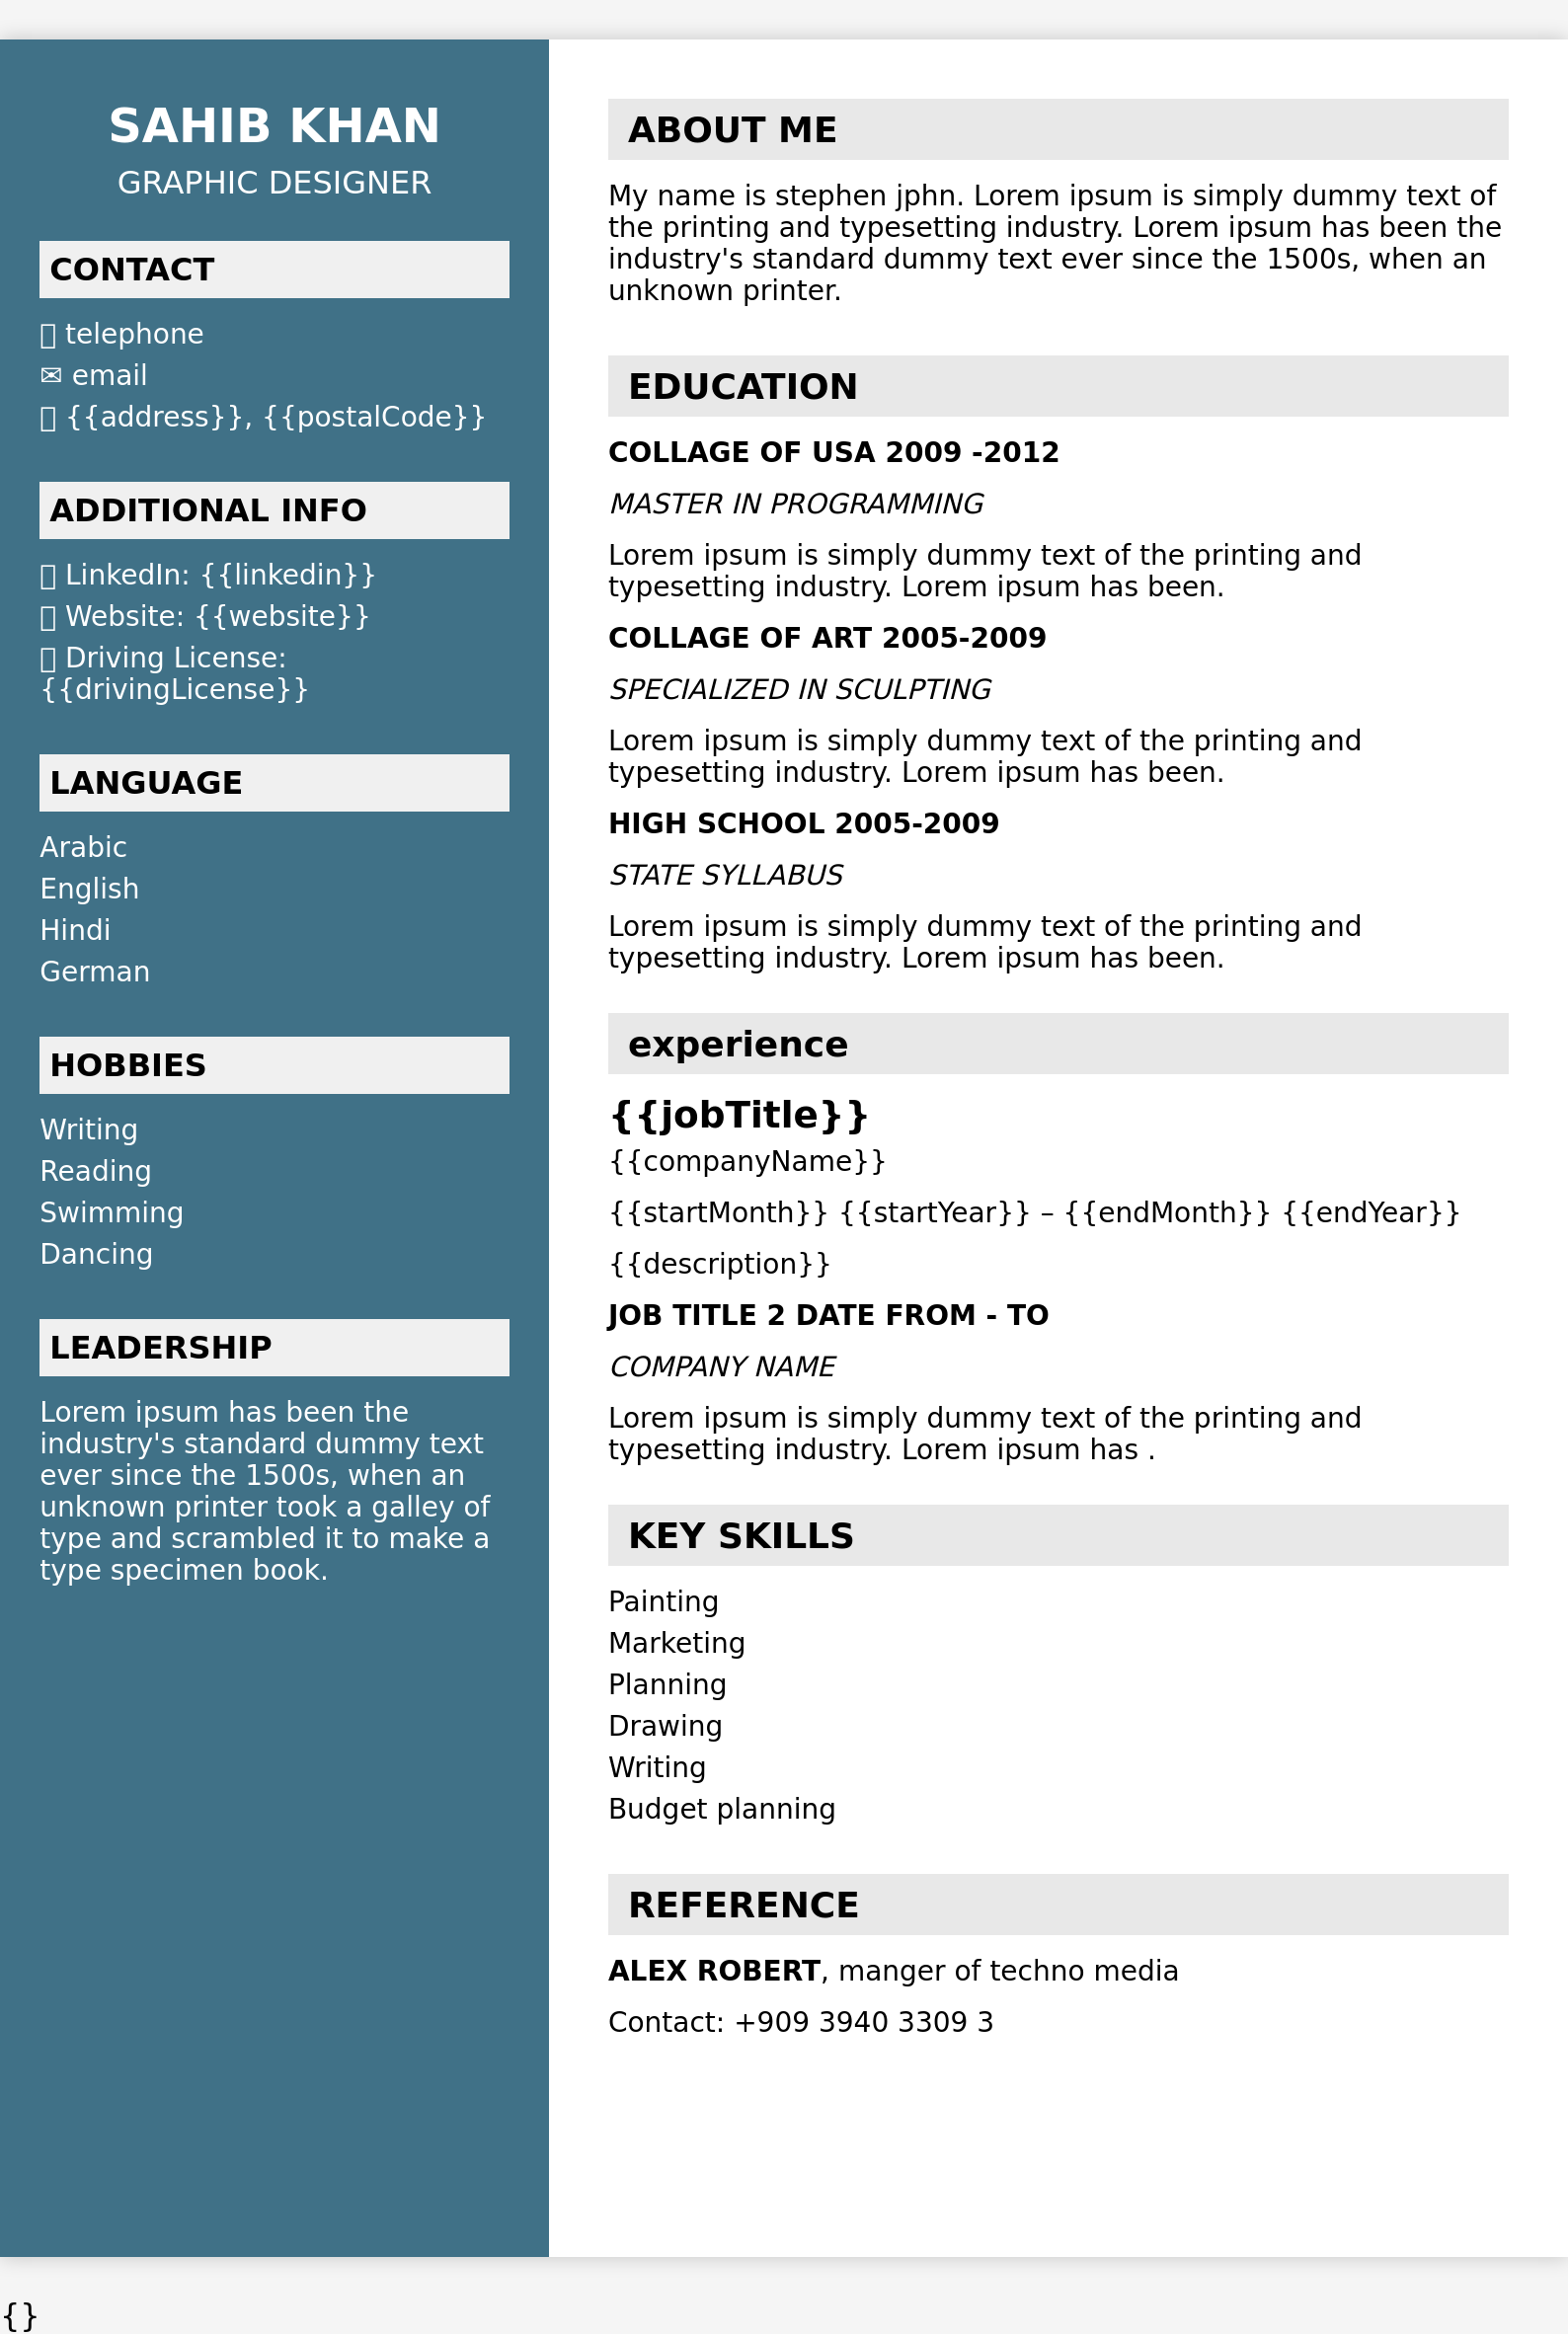 SAHIB KHAN
GRAPHIC DESIGNER
CONTACT
telephone
✉ email
{{address}}, {{postalCode}}
ADDITIONAL INFO
LinkedIn: {{linkedin}}
Website: {{website}}
Driving License:
{{drivingLicense}}
LANGUAGE
Arabic
English
Hindi
German
HOBBIES
Writing
Reading
Swimming
Dancing
LEADERSHIP
Lorem ipsum has been the
industry's standard dummy text
ever since the 1500s, when an
unknown printer took a galley of
type and scrambled it to make a
type specimen book.
ABOUT ME
My name is stephen jphn. Lorem ipsum is simply dummy text of
the printing and typesetting industry. Lorem ipsum has been the
industry's standard dummy text ever since the 1500s, when an
unknown printer.
EDUCATION
COLLAGE OF USA 2009 -2012
MASTER IN PROGRAMMING
Lorem ipsum is simply dummy text of the printing and
typesetting industry. Lorem ipsum has been.
COLLAGE OF ART 2005-2009
SPECIALIZED IN SCULPTING
Lorem ipsum is simply dummy text of the printing and
typesetting industry. Lorem ipsum has been.
HIGH SCHOOL 2005-2009
STATE SYLLABUS
Lorem ipsum is simply dummy text of the printing and
typesetting industry. Lorem ipsum has been.
experience
{{jobTitle}}
{{companyName}}
{{startMonth}} {{startYear}} – {{endMonth}} {{endYear}}
{{description}}
JOB TITLE 2 DATE FROM - TO
COMPANY NAME
Lorem ipsum is simply dummy text of the printing and
typesetting industry. Lorem ipsum has .
KEY SKILLS
Painting
Marketing
Planning
Drawing
Writing
Budget planning
REFERENCE
ALEX ROBERT, manger of techno media
Contact: +909 3940 3309 3
{}